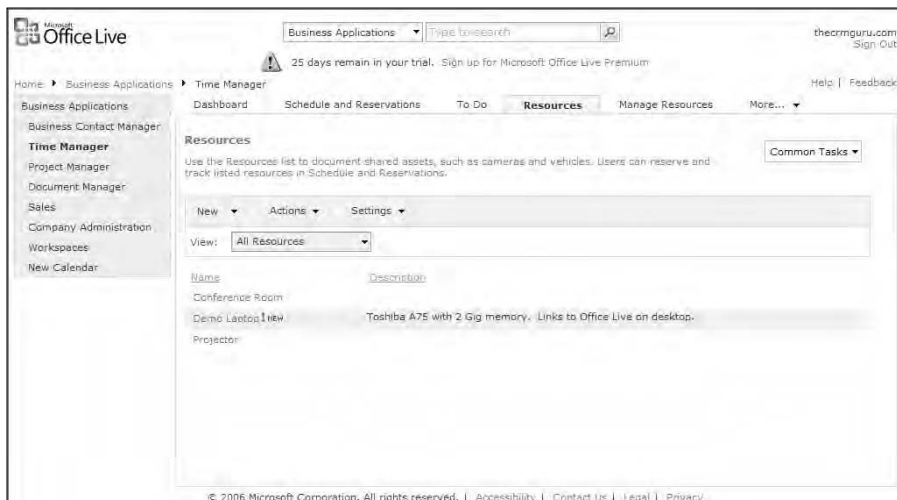 Microsoft
Office Live
Business Applications
Type to search
thecrmguru.com
Sign Out
25 days remain in your trial. Sign up for Microsoft Office Live Premium
Home Business Applications Time Manager
Help | Feedback
Business Applications
Business Contact Manager
Time Manager
Project Manager
Document Manager
Sales
Company Administration
Workspaces
New Calendar
Dashboard Schedule and Reservations To Do Resources Manage Resources More...
Resources
Use the Resources list to document shared assets, such as cameras and vehicles. Users can reserve and
track listed resources in Schedule and Reservations.
Common Tasks
New Actions Settings
View: All Resources
Name Description
Conference Room
Demo Laptop ! NEW Toshiba A75 with 2 Gig memory. Links to Office Live on desktop.
Projector
© 2006 Microsoft Corporation. All rights reserved. | Accessibility | Contact Us | Legal | Privacy